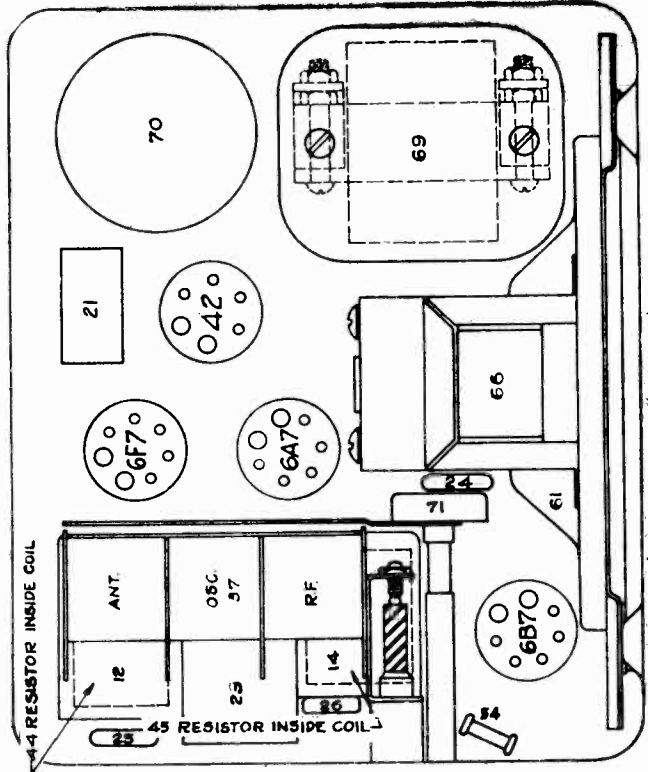 70
69
21
42
66
6F7
6A7
24
71
61
44 RESISTOR INSIDE COIL
ANT.
OSC.
37
R.F.
6B7
12
14
23
26
45 RESISTOR INSIDE COIL
25
54